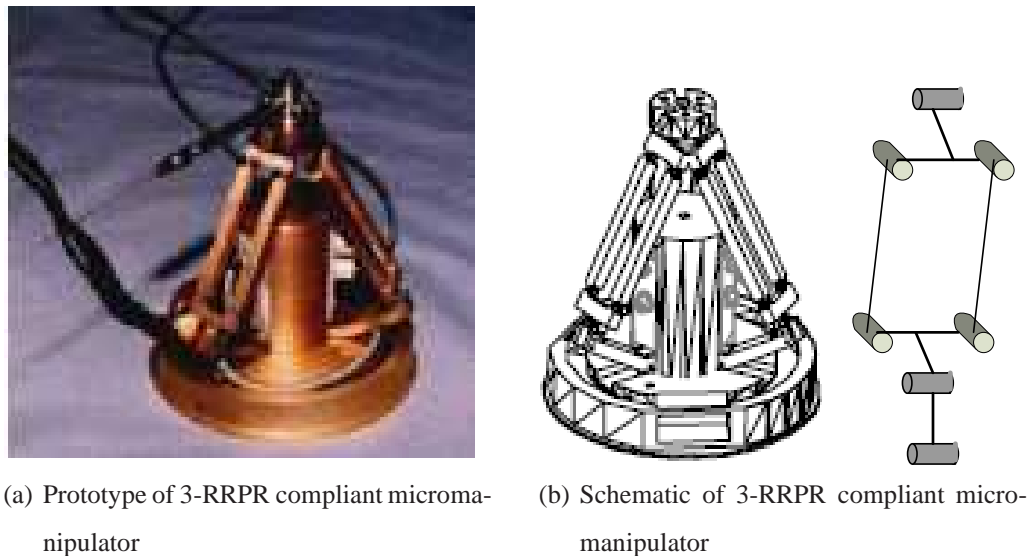 (a) Prototype of 3-RRPR compliant microma-
nipulator
(b) Schematic of 3-RRPR compliant micro-
manipulator